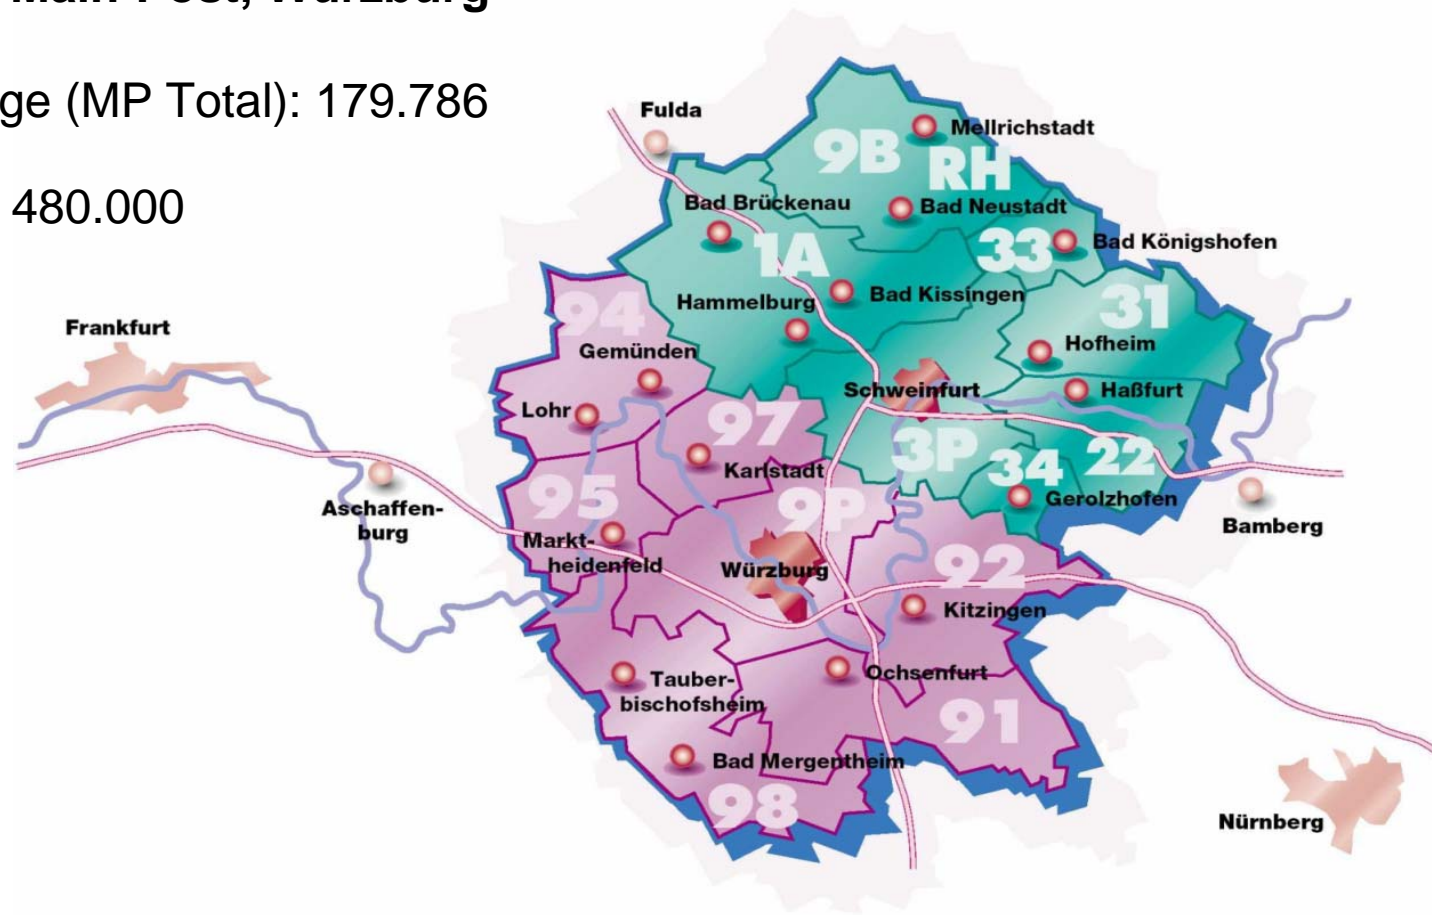 Main-Post, Würzburg
ge (MP Total): 179.786
480.000
Fulda
Mellrichstadt
9B
RH
Bad Brückenau
Bad Neustadt
1A
33
Bad Königshofen
Hammelburg
Bad Kissingen
94
31
Frankfurt
Gemünden
Hofheim
Schweinfurt
Haßfurt
Lohr
97
Karlstadt
3P
34
22
Gerolzhofen
95
9P
Aschaffen-
burg
Bamberg
Markt-
heidenfeld
Würzburg
92
Kitzingen
Tauber-
bischofsheim
Ochsenfurt
91
Bad Mergentheim
98
Nürnberg